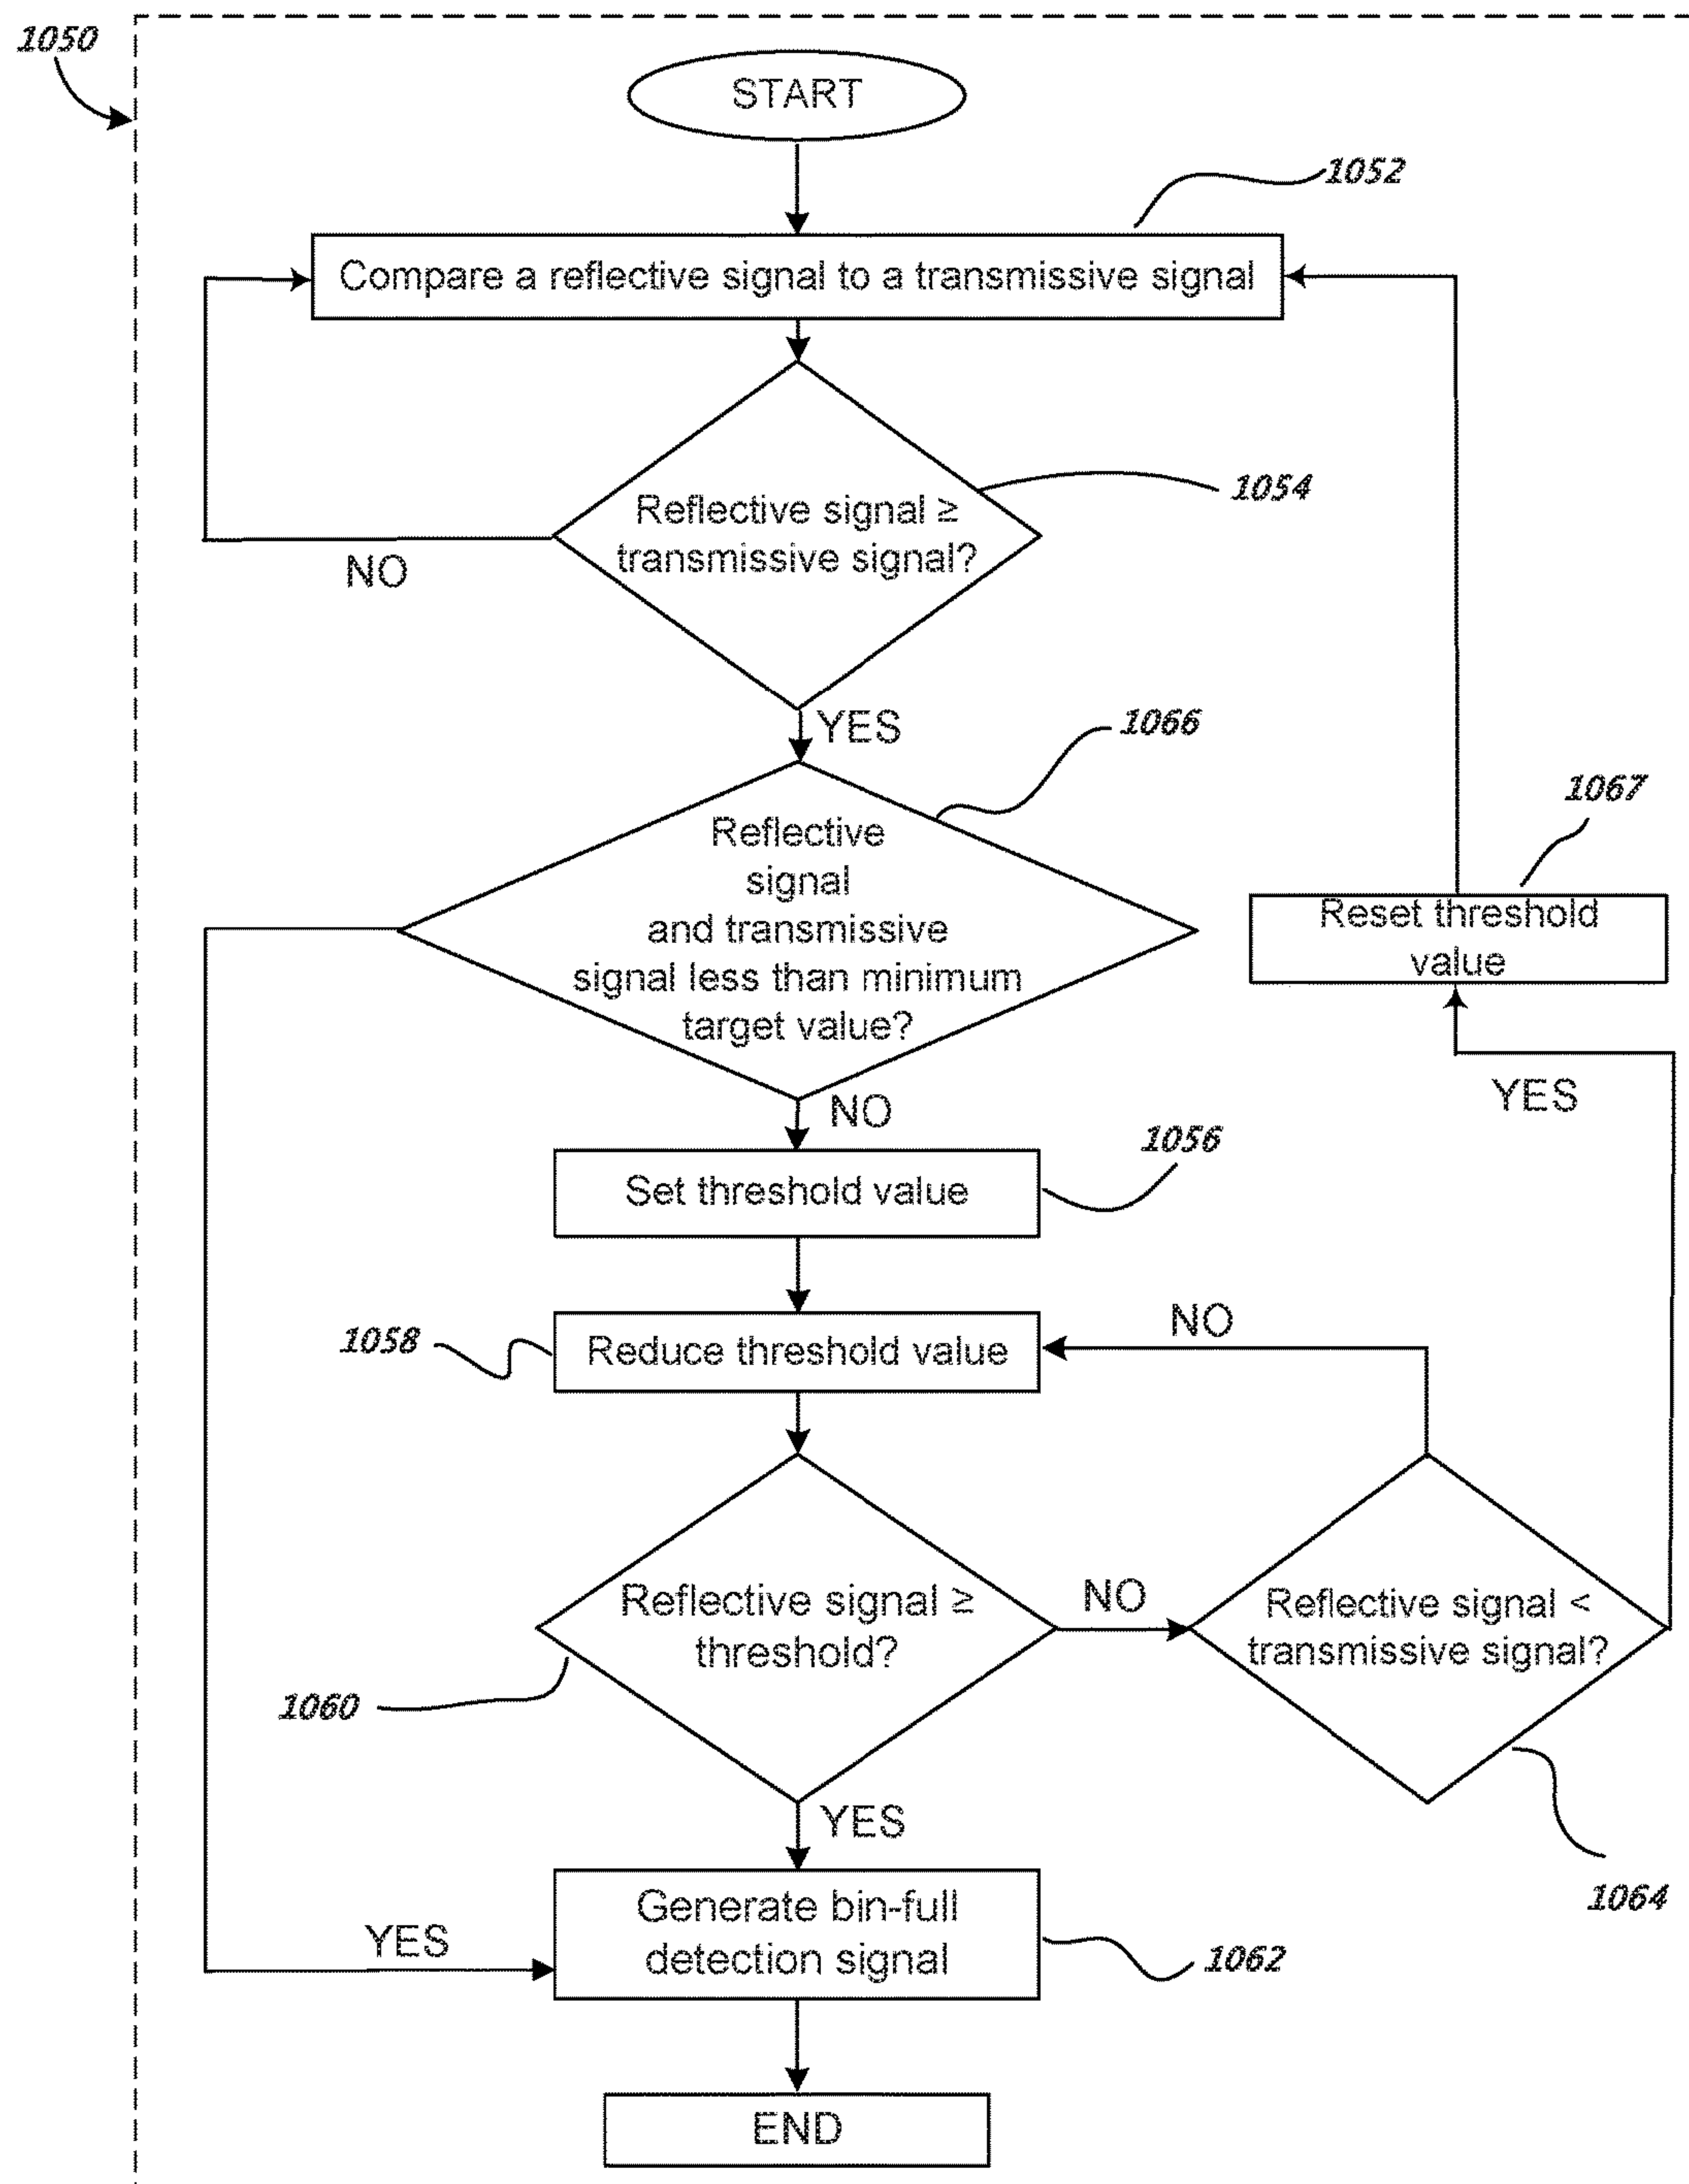 1050
START
1052
Compare a reflective signal to a transmissive signal
Reflective signal ≥
transmissive signal?
1054
NO
YES
1066
Reflective
signal
and transmissive
signal less than minimum
target value?
1067
Reset threshold
value
YES
NO
1056
Set threshold value
NO
1058
Reduce threshold value
Reflective signal ≥
threshold?
NO
Reflective signal <
transmissive signal?
1060
YES
1064
Generate bin-full
detection signal
YES
1062
END